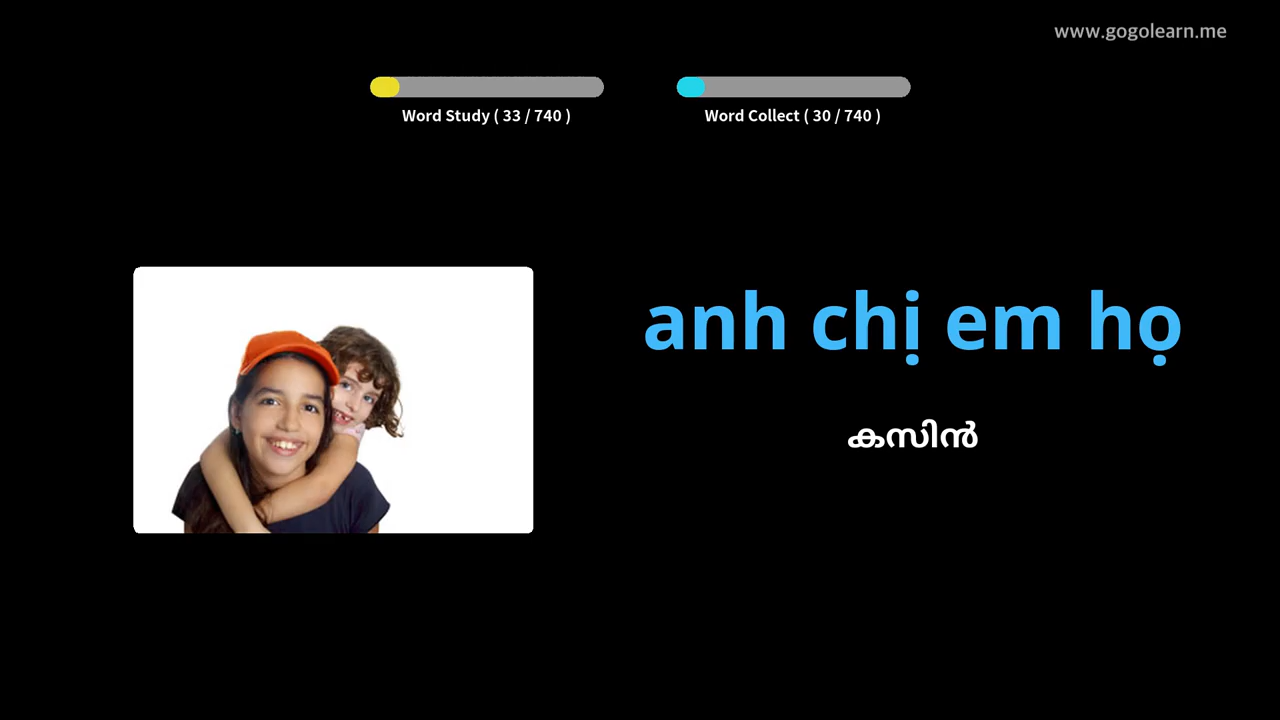 www.gogolearn.me
Word Study ( 33 / 740 )
Word Collect ( 30 / 740 )
anh chị em họ
കസിൻ